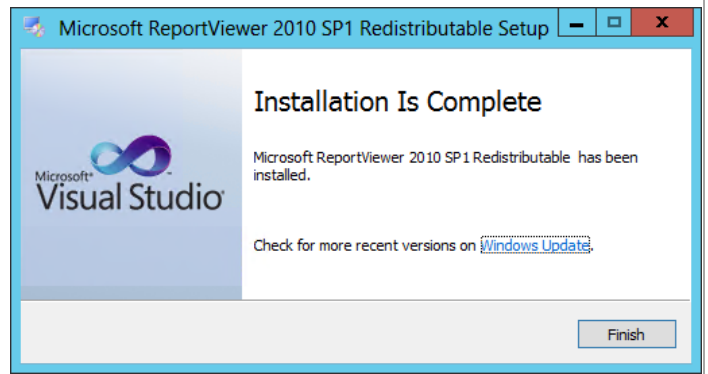 Microsoft ReportViewer 2010 SP1 Redistributable Setup
Installation Is Complete
Microsoft ReportViewer 2010 SP1 Redistributable  has been
installed.
Microsoft
Visual Studio
Check for more recent versions on Windows Update.
Finish